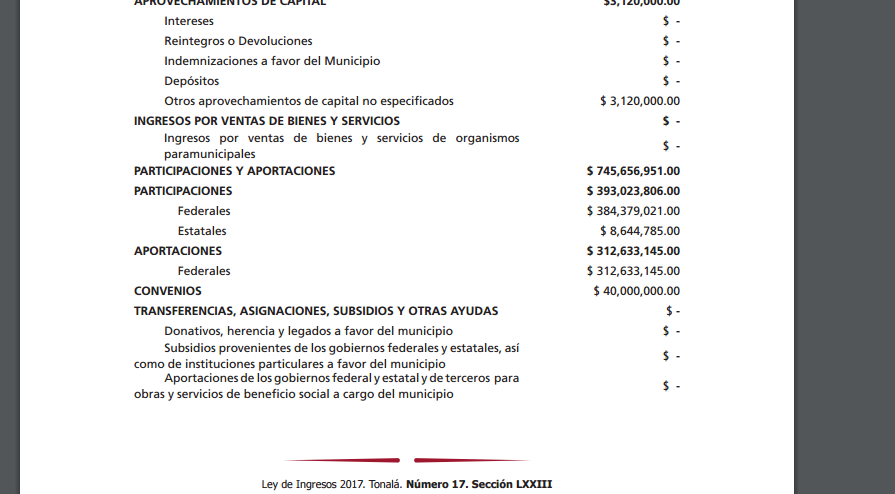 APROVECHAMIENTOS DE CAPITAL $3,120,000.00
Intereses $ -
Reintegros o Devoluciones $ -
Indemnizaciones a favor del Municipio $ -
Depósitos $ -
Otros aprovechamientos de capital no especificados $ 3,120,000.00
INGRESOS POR VENTAS DE BIENES Y SERVICIOS $ -
Ingresos por ventas de bienes y servicios de organismos
paramunicipales $ -
PARTICIPACIONES Y APORTACIONES $ 745,656,951.00
PARTICIPACIONES $ 393,023,806.00
Federales $ 384,379,021.00
Estatales $ 8,644,785.00
APORTACIONES $ 312,633,145.00
Federales $ 312,633,145.00
CONVENIOS $ 40,000,000.00
TRANSFERENCIAS, ASIGNACIONES, SUBSIDIOS Y OTRAS AYUDAS $ -
Donativos, herencia y legados a favor del municipio $ -
Subsidios provenientes de los gobiernos federales y estatales, así
como de instituciones particulares a favor del municipio $ -
Aportaciones de los gobiernos federal y estatal y de terceros para
obras y servicios de beneficio social a cargo del municipio $ -
Ley de Ingresos 2017. Tonalá. Número 17. Sección LXXIII